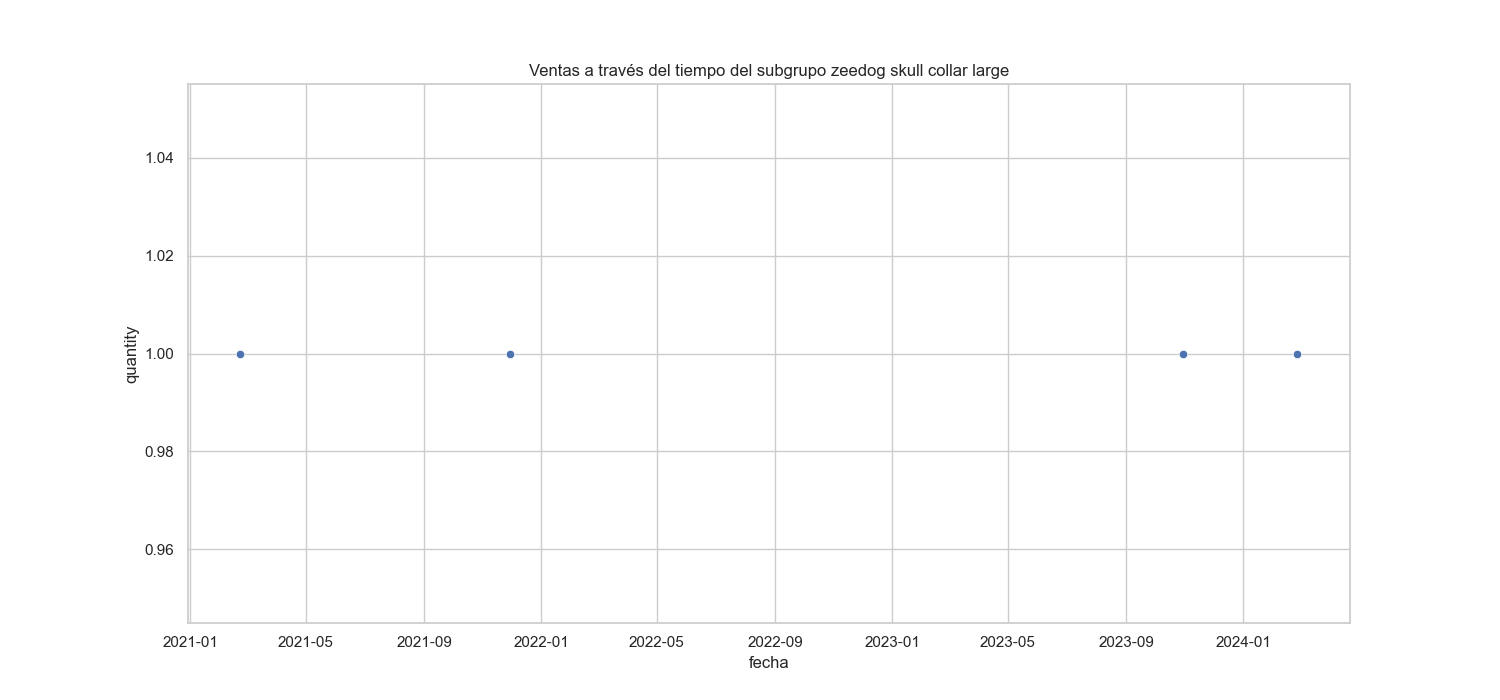 Ventas a través del tiempo del subgrupo zeedog skull collar large
1.04
1.02
1.00
0.98
0.96
quantity
2021-01 2021-05 2021-09 2022-01 2022-05 2022-09 2023-01 2023-05 2023-09 2024-01
fecha